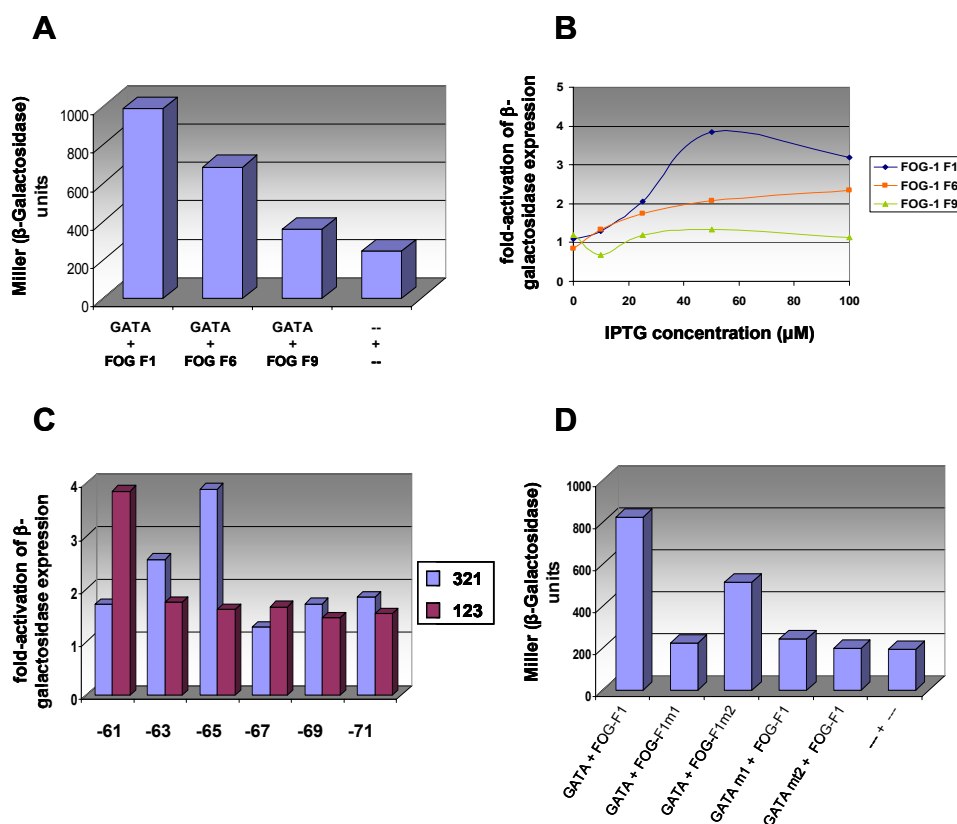 A
Miller (β-Galactosidase)
units
1000
800
600
400
200
0
GATA
+
FOG F1
GATA
+
FOG F6
GATA
+
FOG F9
--
+
--
B
fold-activation of β-
galactosidase expression
5
4
3
2
1
0
0 20 40 60 80 100
IPTG concentration (µM)
FOG-1 F1
FOG-1 F6
FOG-1 F9
C
fold-activation of β-
galactosidase expression
4
3
2
1
0
-61 -63 -65 -67 -69 -71
321
123
D
Miller (β-Galactosidase)
units
1000
800
600
400
200
0
GATA + FOG-F1
GATA + FOG-F1m1
GATA + FOG-F1m2
GATA m1 + FOG-F1
GATA mt2 + FOG-F1
--- + ---